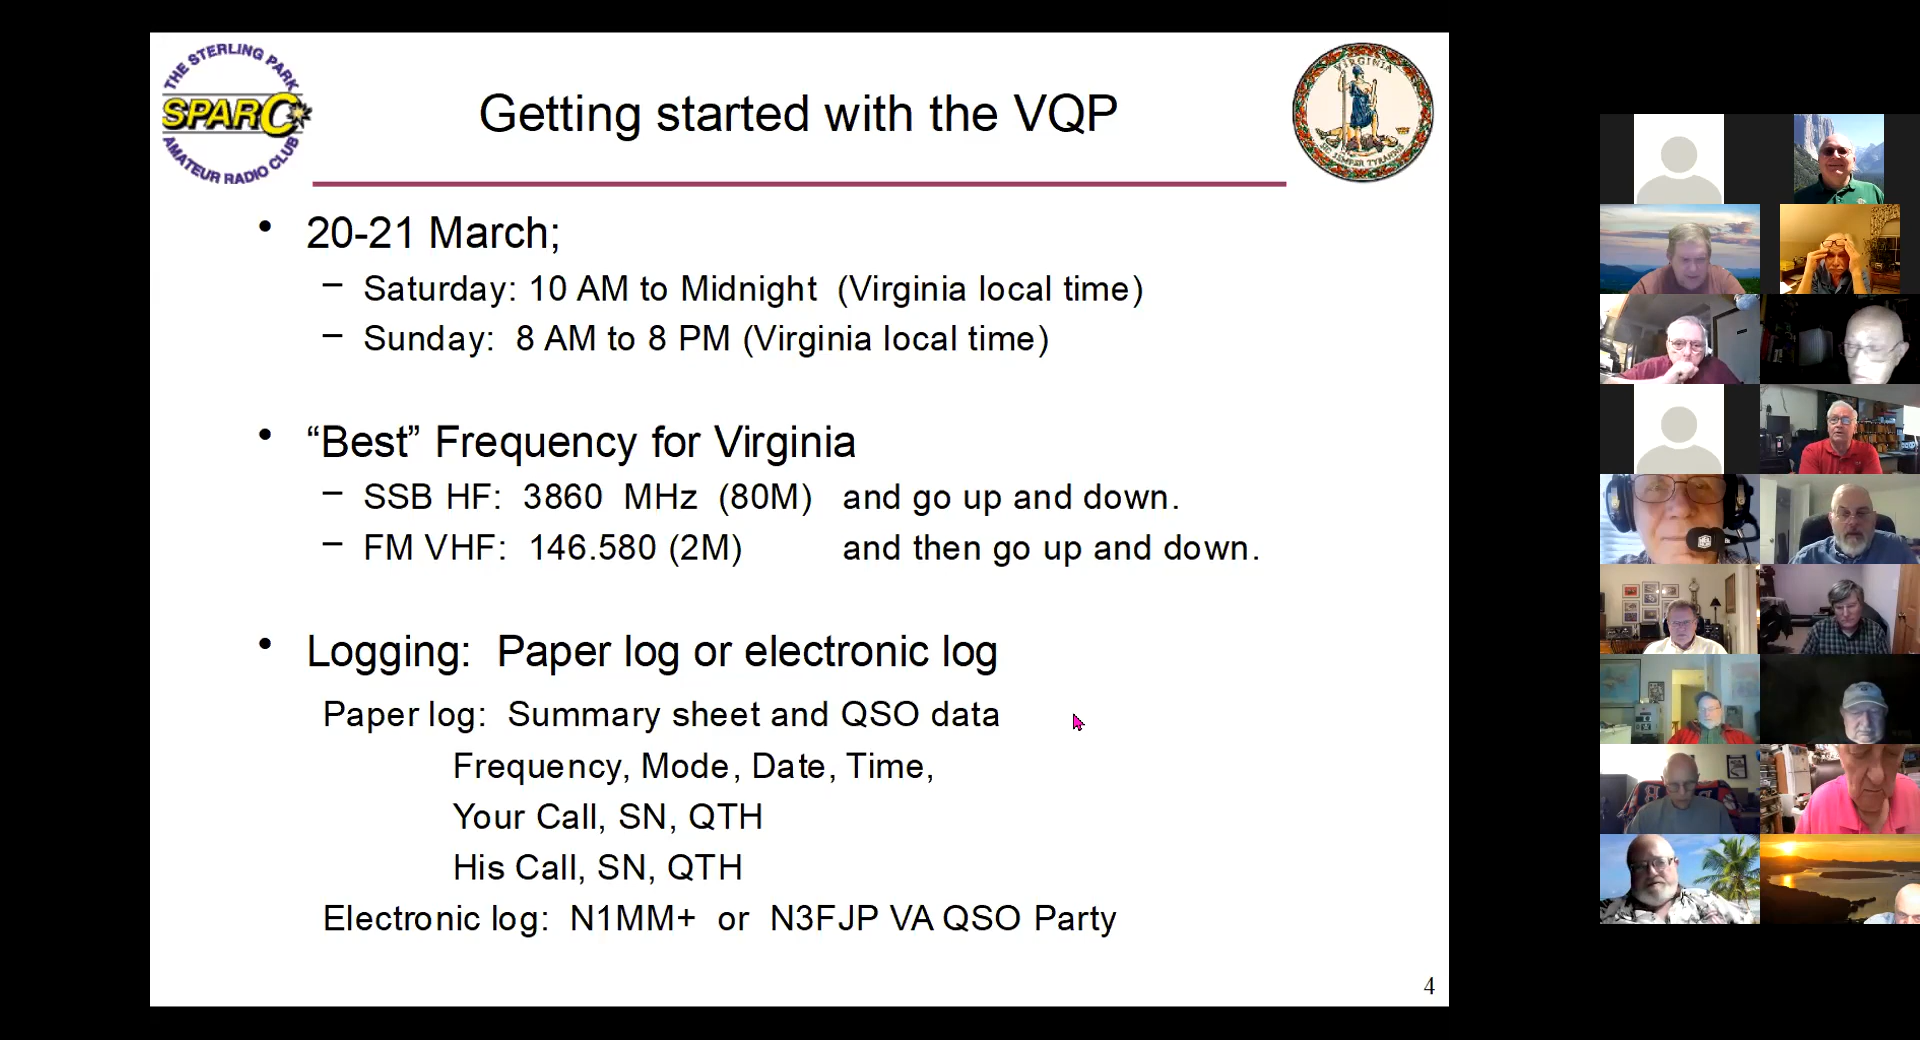 THE STERLING PARK
SPARC
AMATEUR RADIO CLUB
Getting started with the VQP
VIRGINIA
SIC SEMPER TYRANNIS
• 20-21 March;
– Saturday: 10 AM to Midnight (Virginia local time)
– Sunday: 8 AM to 8 PM (Virginia local time)
• “Best” Frequency for Virginia
– SSB HF: 3860 MHz (80M) and go up and down.
– FM VHF: 146.580 (2M) and then go up and down.
• Logging: Paper log or electronic log
Paper log: Summary sheet and QSO data
Frequency, Mode, Date, Time,
Your Call, SN, QTH
His Call, SN, QTH
Electronic log: N1MM+ or N3FJP VA QSO Party
4